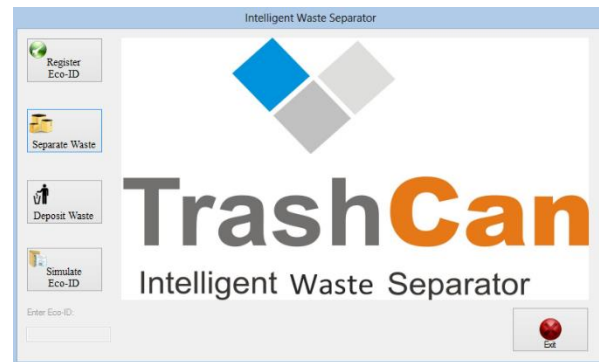 Intelligent Waste Separator
Register
Eco-ID
Separate Waste
Deposit Waste
Simulate
Eco-ID
Enter Eco-ID:
TrashCan
Intelligent Waste Separator
Exit